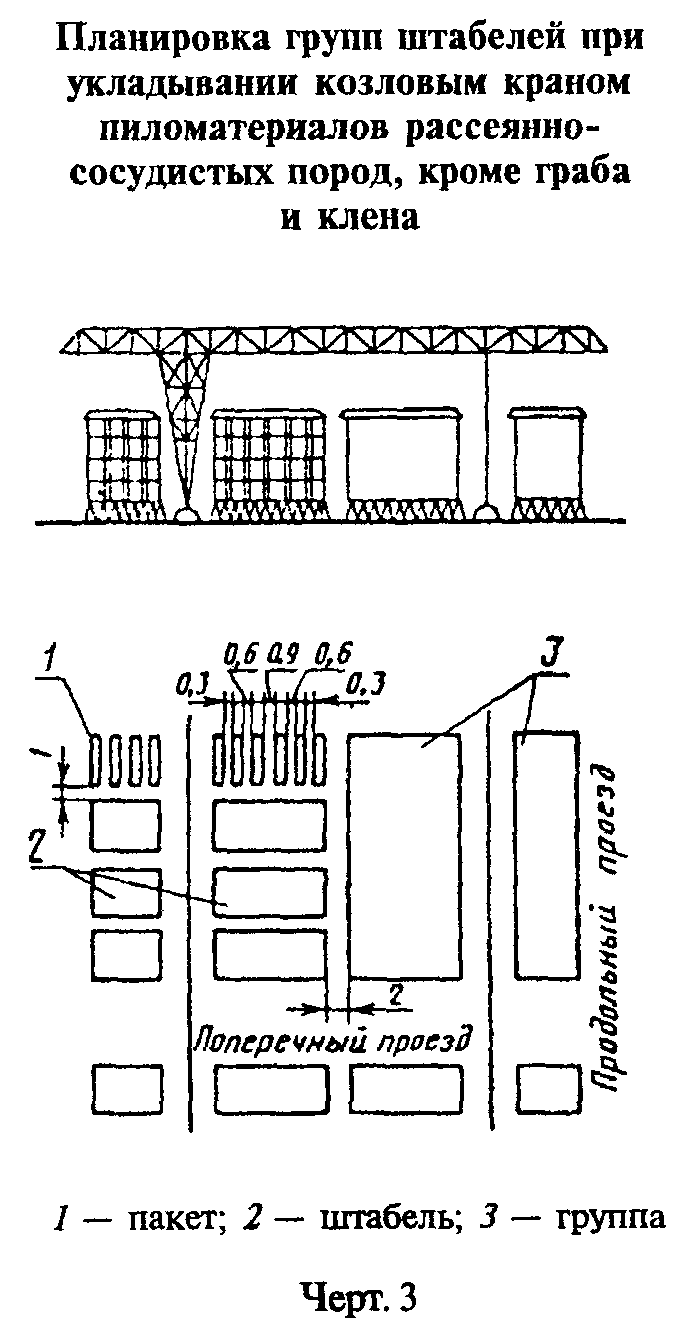 Планировка групп штабелей при
укладывании козловым краном
пиломатериалов рассеянно-
сосудистых пород, кроме граба
и клена
0,6 0,9 0,6
1 3
0,3 0,3
1
2
2
Поперечный проезд
Продольный проезд
1 — пакет; 2 — штабель; 3 — группа
Черт. 3